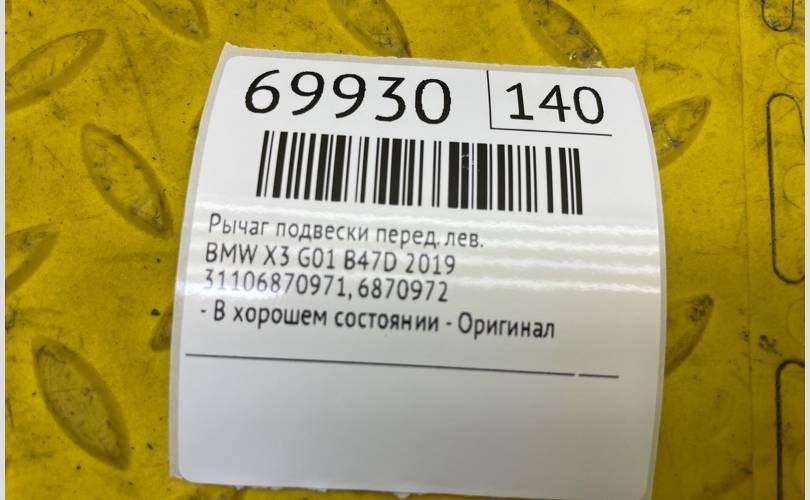 69930 140
Рычаг подвески перед. лев.
BMW X3 G01 B47D 2019
31106870971, 6870972
- В хорошем состоянии - Оригинал